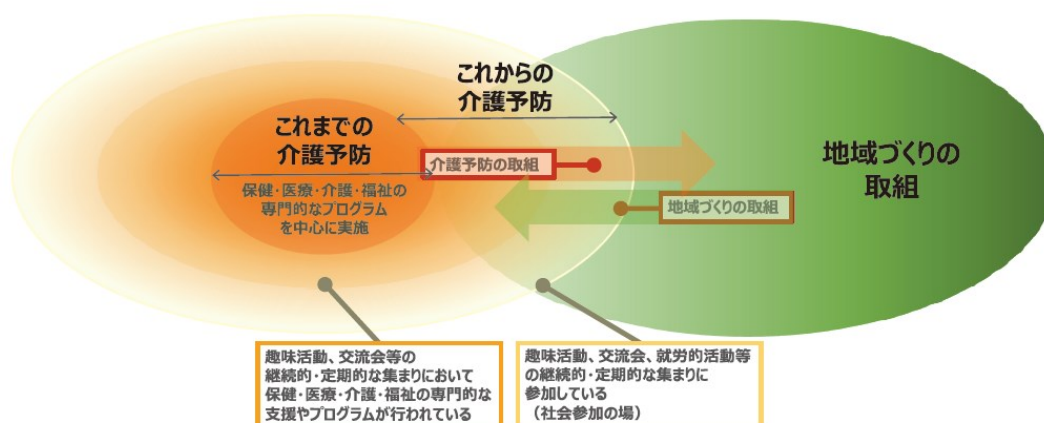 これからの
介護予防
これまでの
介護予防
保健・医療・介護・福祉の
専門的なプログラム
を中心に実施
介護予防の取組
地域づくりの取組
地域づくりの
取組
趣味活動、交流会等の
継続的・定期的な集まりにおいて
保健・医療・介護・福祉の専門的な
支援やプログラムが行われている
趣味活動、交流会、就労的活動等
の継続的・定期的な集まりに
参加している
（社会参加の場）